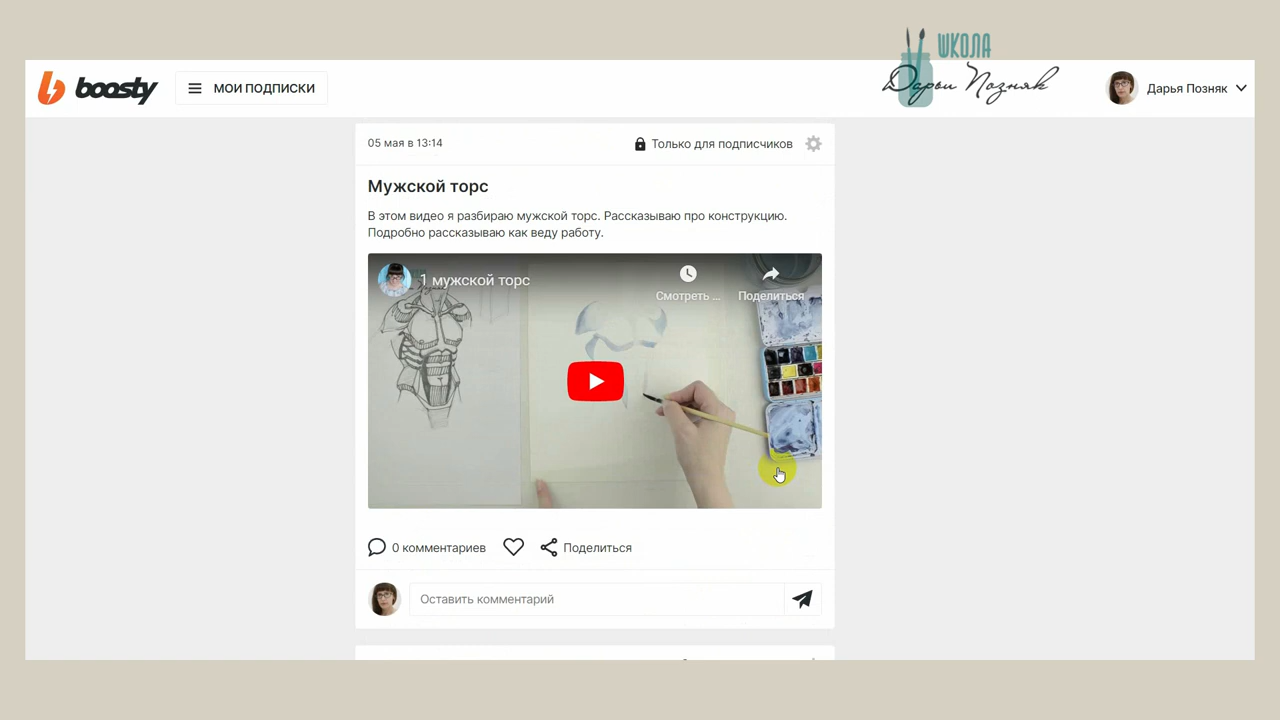 ШКОЛА
Дарьи Позняк
boosty
МОИ ПОДПИСКИ
Дарья Позняк
05 мая в 13:14
Только для подписчиков
Мужской торс
В этом видео я разбираю мужской торс. Рассказываю про конструкцию.
Подробно рассказываю как веду работу.
1 мужской торс
Смотреть ...
Поделиться
0 комментариев
Поделиться
Оставить комментарий